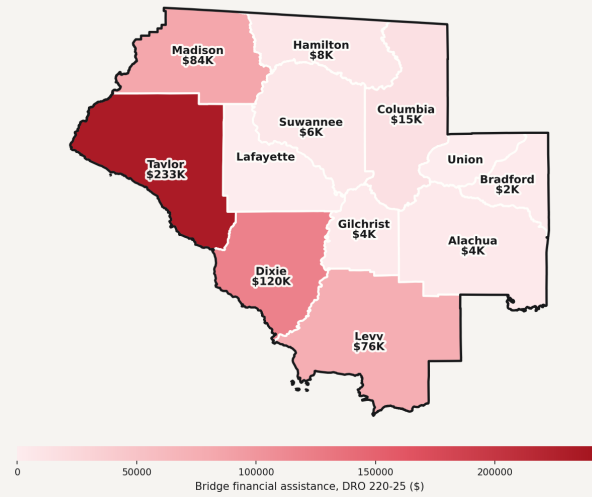 Madison
$84K
Hamilton
$8K
Columbia
$15K
Suwannee
$6K
Lafayette
Taylor
$233K
Union
Bradford
$2K
Gilchrist
$4K
Alachua
$4K
Dixie
$120K
Levy
$76K
0 50000 100000 150000 200000
Bridge financial assistance, DRO 220-25 ($)